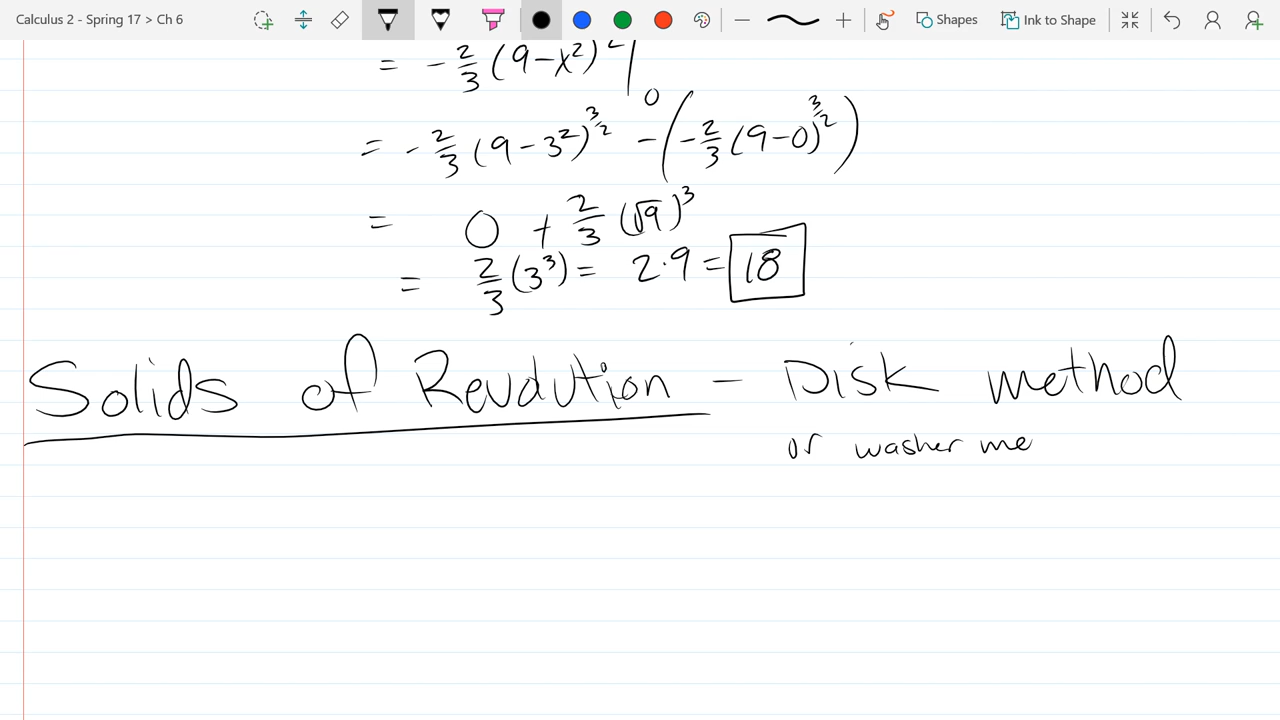 Calculus 2 - Spring 17 > Ch 6
Shapes
Ink to Shape
= -2/3 (9-x²) |₀
= -2/3 (9-3²)^3/2 - (-2/3 (9-0)^3/2)
= 0 + 2/3 (√9)³
= 2/3 (3³) = 2·9 = 18
Solids of Revolution - Disk method
or washer me